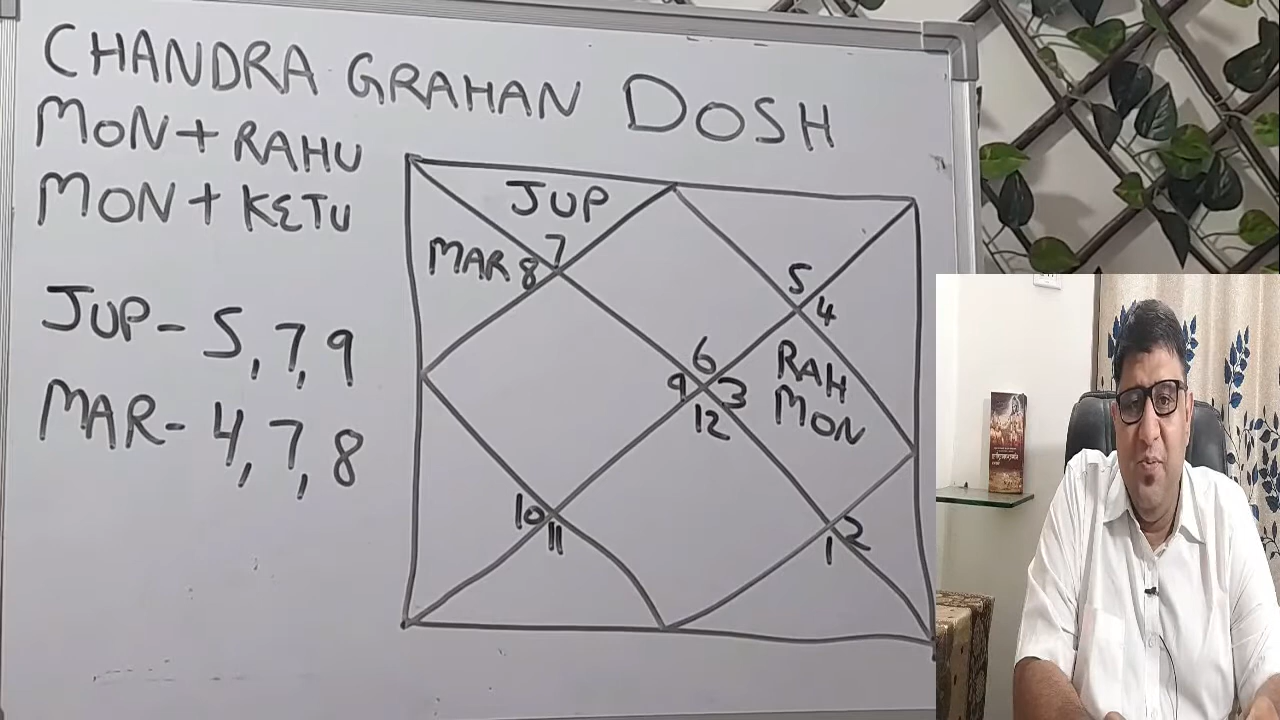 CHANDRA GRAHAN DOSH
MON + RAHU
MON + KETU
JUP - 5, 7, 9
MAR - 4, 7, 8
JUP
7
MAR 8
5
4
6
9 3
12
RAH
MON
10
11
2
1